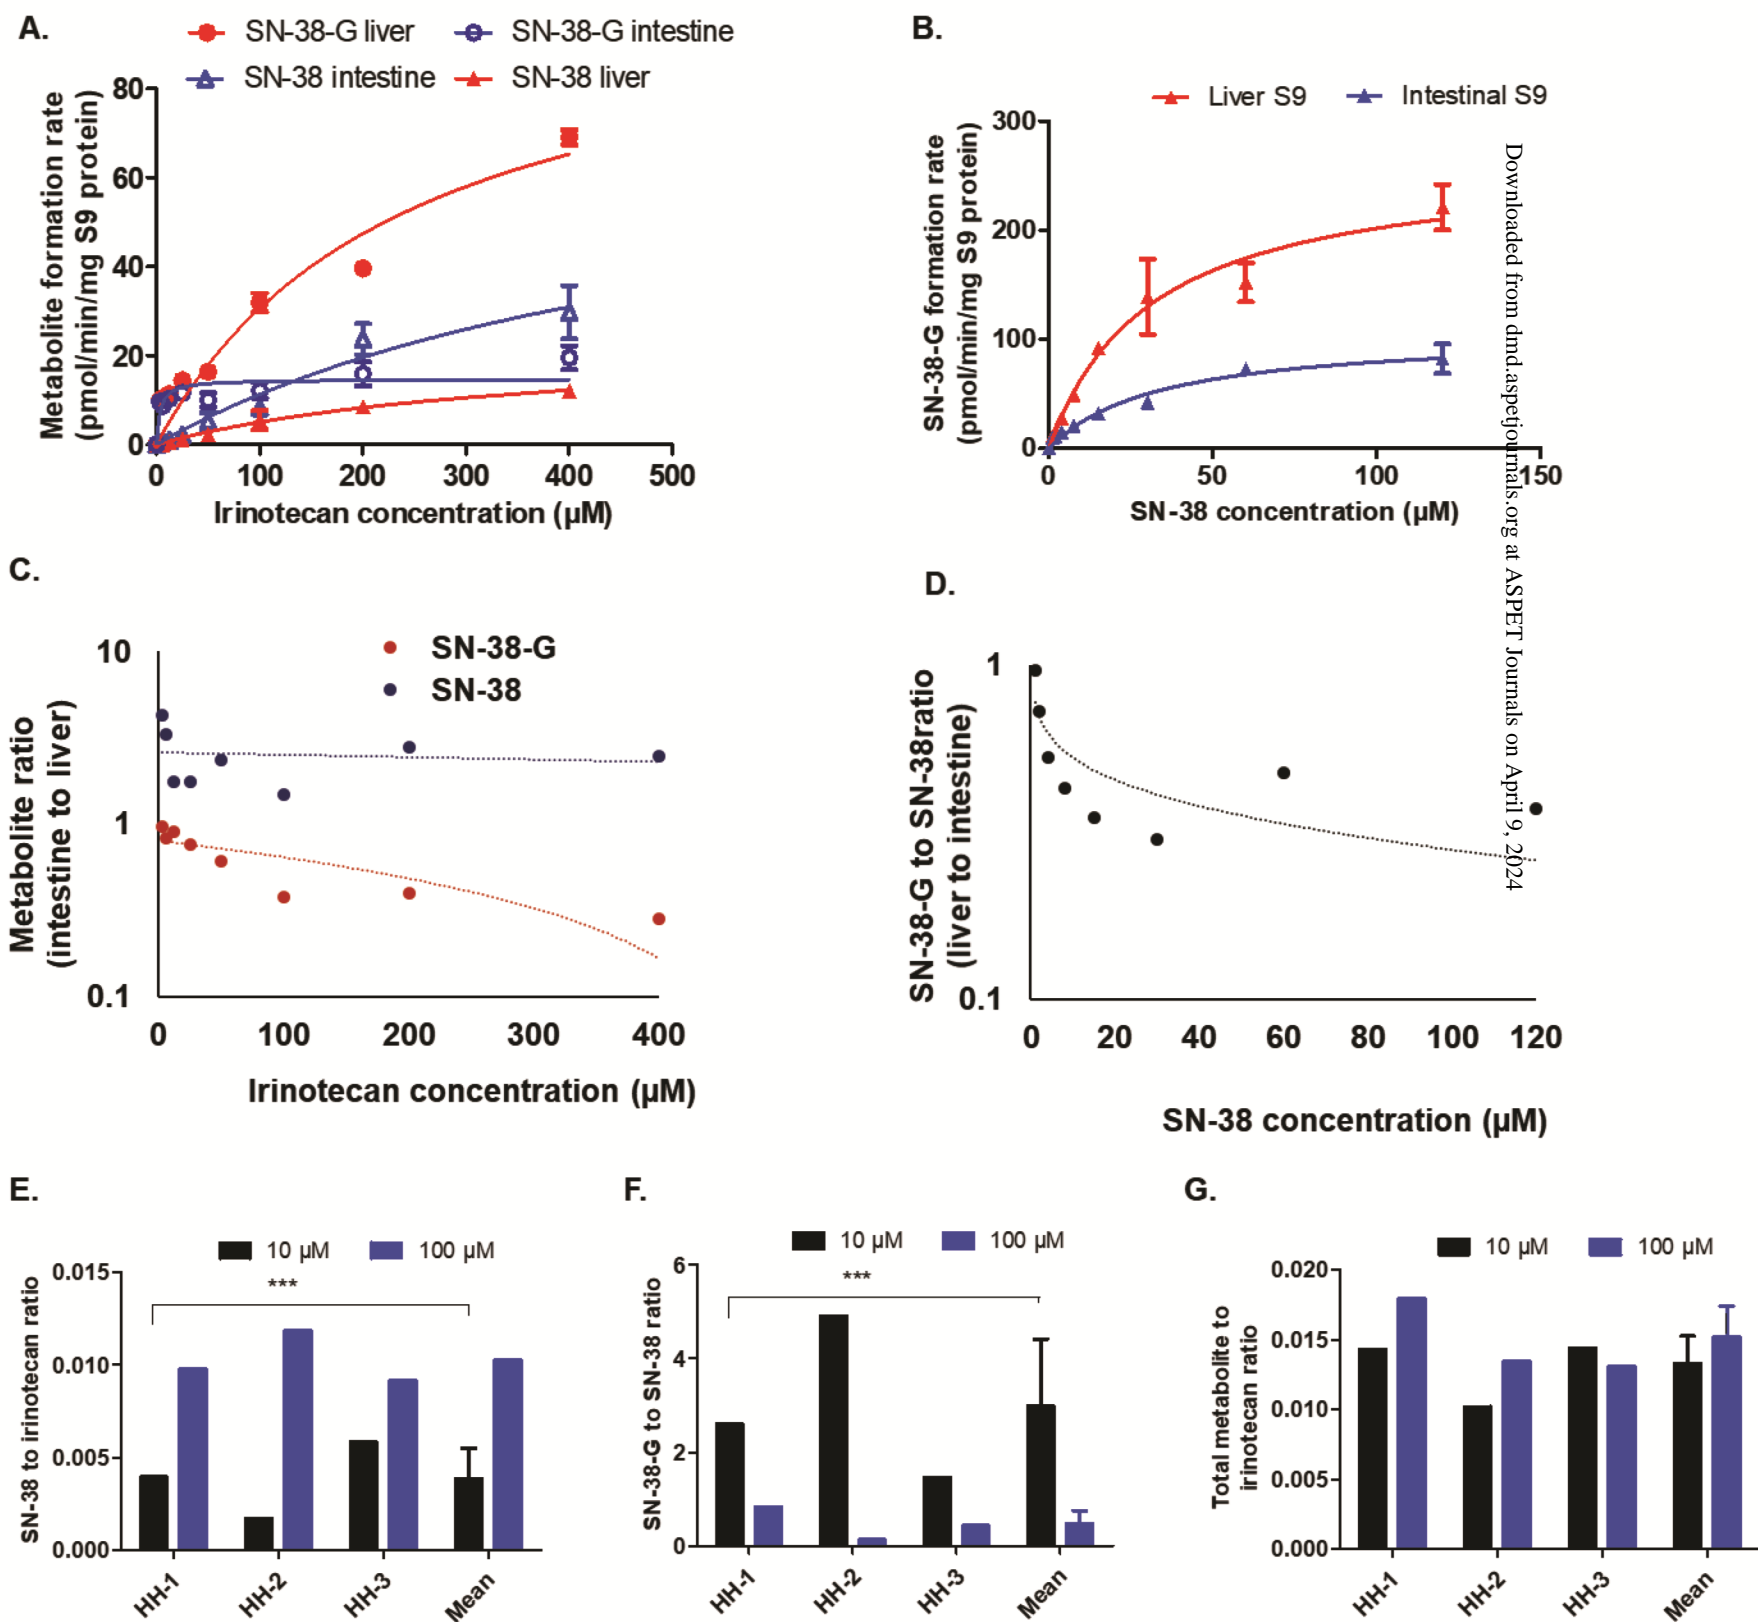 A.
SN-38-G liver
SN-38-G intestine
SN-38 intestine
SN-38 liver
Metabolite formation rate
(pmol/min/mg S9 protein)
80
60
40
20
0
0 100 200 300 400 500
Irinotecan concentration (µM)
B.
Liver S9
Intestinal S9
SN-38-G formation rate
(pmol/min/mg S9 protein)
300
200
100
0
0 50 100 150
SN-38 concentration (µM)
Downloaded from dmd.aspetjournals.org at ASPET Journals on April 9, 2024
C.
SN-38-G
SN-38
Metabolite ratio
(intestine to liver)
10
1
0.1
0 100 200 300 400
Irinotecan concentration (µM)
D.
SN-38-G to SN-38ratio
(liver to intestine)
1
0.1
0 20 40 60 80 100 120
SN-38 concentration (µM)
E.
10 µM
100 µM
***
SN-38 to irinotecan ratio
0.015
0.010
0.005
0.000
HH-1 HH-2 HH-3 Mean
F.
10 µM
100 µM
***
SN-38-G to SN-38 ratio
6
4
2
0
HH-1 HH-2 HH-3 Mean
G.
10 µM
100 µM
Total metabolite to
irinotecan ratio
0.020
0.015
0.010
0.005
0.000
HH-1 HH-2 HH-3 Mean